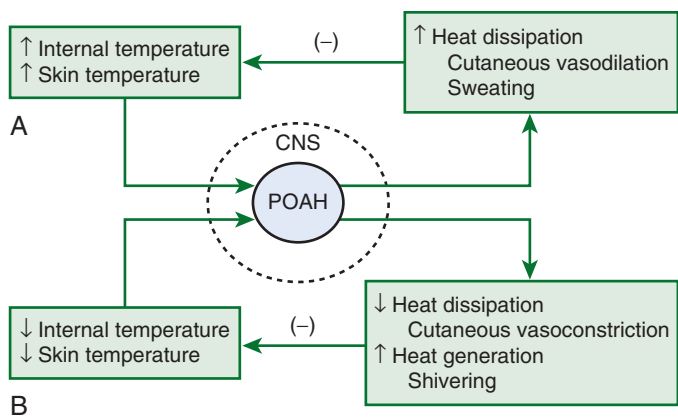 ↑ Internal temperature
↑ Skin temperature
(–)
↑ Heat dissipation
Cutaneous vasodilation
Sweating
A
CNS
POAH
↓ Internal temperature
↓ Skin temperature
(–)
↓ Heat dissipation
Cutaneous vasoconstriction
↑ Heat generation
Shivering
B